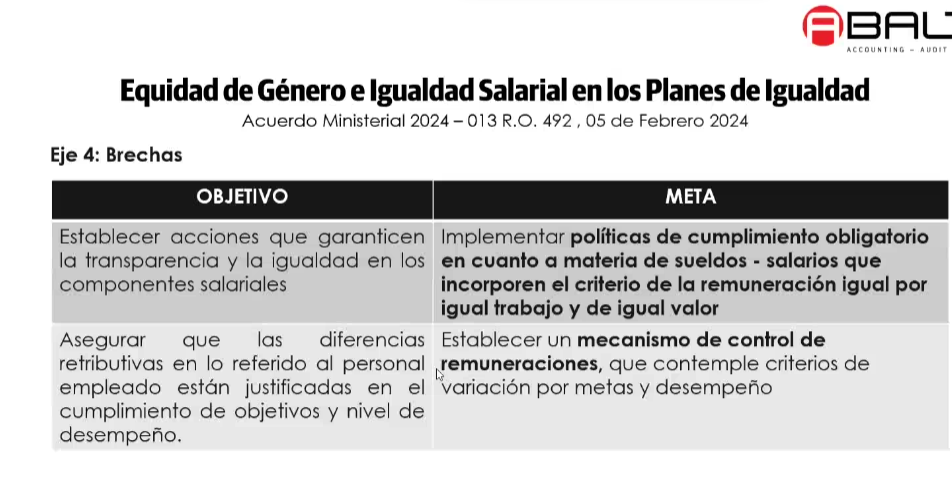 ABAL
ACCOUNTING – AUDIT
Equidad de Género e Igualdad Salarial en los Planes de Igualdad
Acuerdo Ministerial 2024 – 013 R.O. 492 , 05 de Febrero 2024
Eje 4: Brechas
OBJETIVO
META
Establecer acciones que garanticen
la transparencia y la igualdad en los
componentes salariales
Implementar políticas de cumplimiento obligatorio
en cuanto a materia de sueldos - salarios que
incorporen el criterio de la remuneración igual por
igual trabajo y de igual valor
Asegurar que las diferencias
retributivas en lo referido al personal
empleado están justificadas en el
cumplimiento de objetivos y nivel de
desempeño.
Establecer un mecanismo de control de
remuneraciones, que contemple criterios de
variación por metas y desempeño